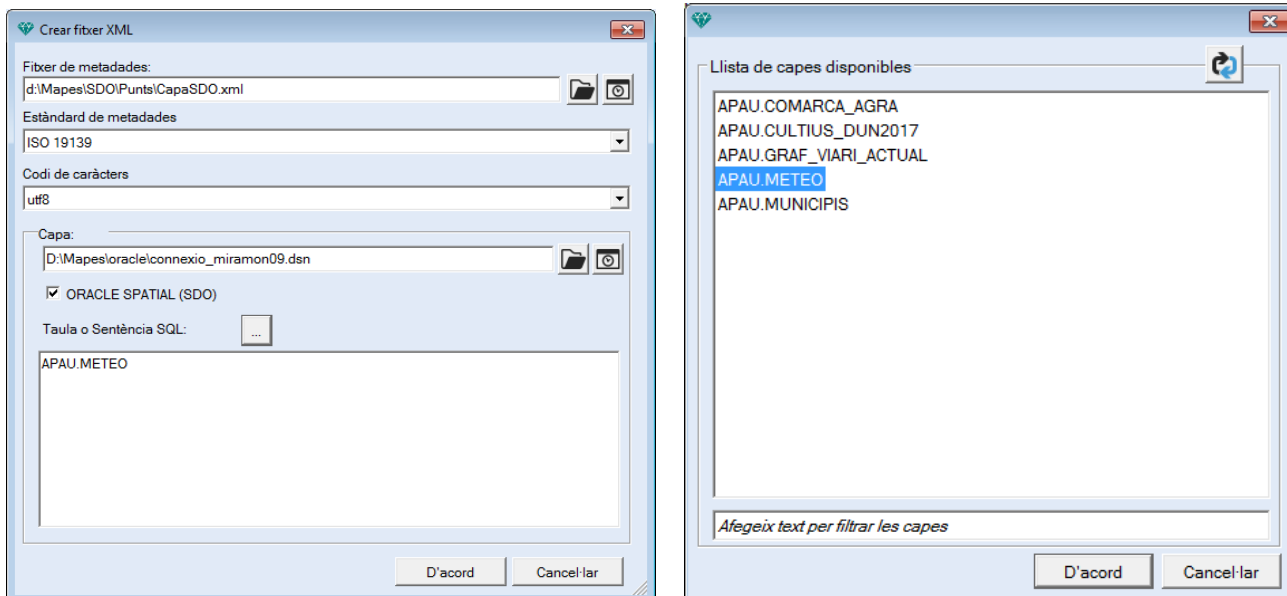 Crear fitxer XML
Fitxer de metadades:
d:\Mapes\SDO\Punts\CapaSDO.xml
Estàndard de metadades
ISO 19139
Codi de caràcters
utf8
Capa:
D:\Mapes\oracle\connexio_miramon09.dsn
ORACLE SPATIAL (SDO)
Taula o Sentència SQL:
...
APAU.METEO
D'acord
Cancel·lar
Llista de capes disponibles
APAU.COMARCA_AGRA
APAU.CULTIUS_DUN2017
APAU.GRAF_VIARI_ACTUAL
APAU.METEO
APAU.MUNICIPIS
Afegeix text per filtrar les capes
D'acord
Cancel·lar